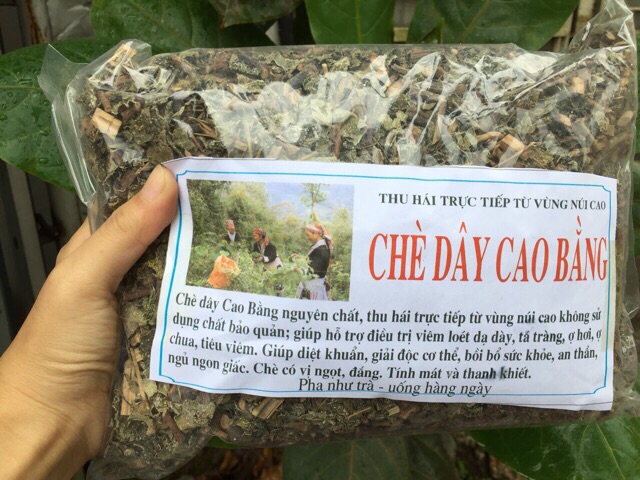 THU HÁI TRỰC TIẾP TỪ VÙNG NÚI CAO
CHÈ DÂY CAO BẰNG
Chè dây Cao Bằng nguyên chất, thu hái trực tiếp từ vùng núi cao không sử
dụng chất bảo quản; giúp hỗ trợ điều trị viêm loét dạ dày, tá tràng, ợ hơi, ợ
chua, tiêu viêm. Giúp diệt khuẩn, giải độc cơ thể, bồi bổ sức khỏe, an thần,
ngủ ngon giấc. Chè có vị ngọt, đắng. Tính mát và thanh khiết.
Pha như trà - uống hàng ngày